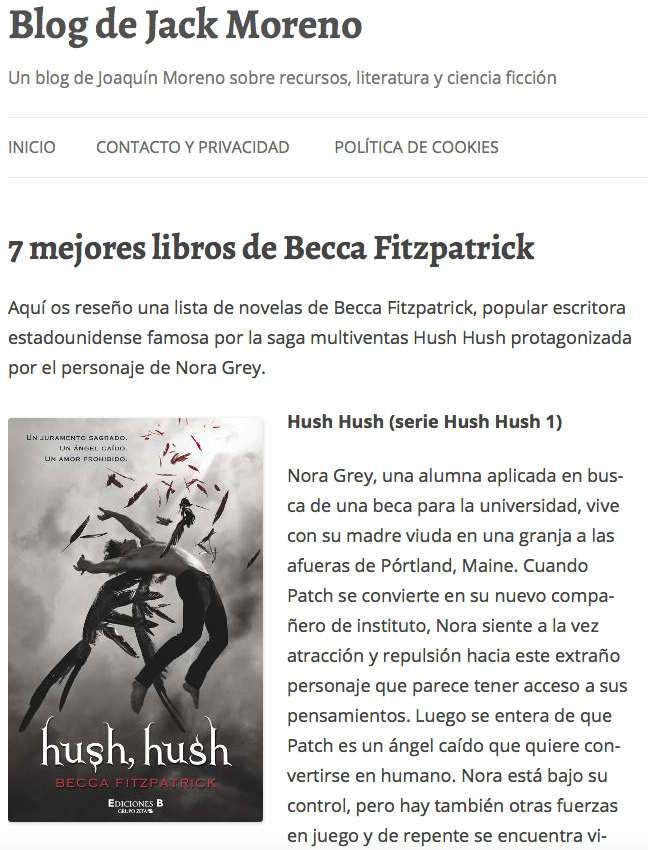 Blog de Jack Moreno
Un blog de Joaquín Moreno sobre recursos, literatura y ciencia ficción
INICIO CONTACTO Y PRIVACIDAD POLÍTICA DE COOKIES
7 mejores libros de Becca Fitzpatrick
Aquí os reseño una lista de novelas de Becca Fitzpatrick, popular escritora
estadounidense famosa por la saga multiventas Hush Hush protagonizada
por el personaje de Nora Grey.
Un juramento sagrado.
Un ángel caído.
Un amor prohibido.
hush, hush
BECCA FITZPATRICK
EDICIONES B
GRUPO ZETA
Hush Hush (serie Hush Hush 1)
Nora Grey, una alumna aplicada en bus-
ca de una beca para la universidad, vive
con su madre viuda en una granja a las
afueras de Pórtland, Maine. Cuando
Patch se convierte en su nuevo compa-
ñero de instituto, Nora siente a la vez
atracción y repulsión hacia este extraño
personaje que parece tener acceso a sus
pensamientos. Luego se entera de que
Patch es un ángel caído que quiere con-
vertirse en humano. Nora está bajo su
control, pero hay también otras fuerzas
en juego y de repente se encuentra vi-